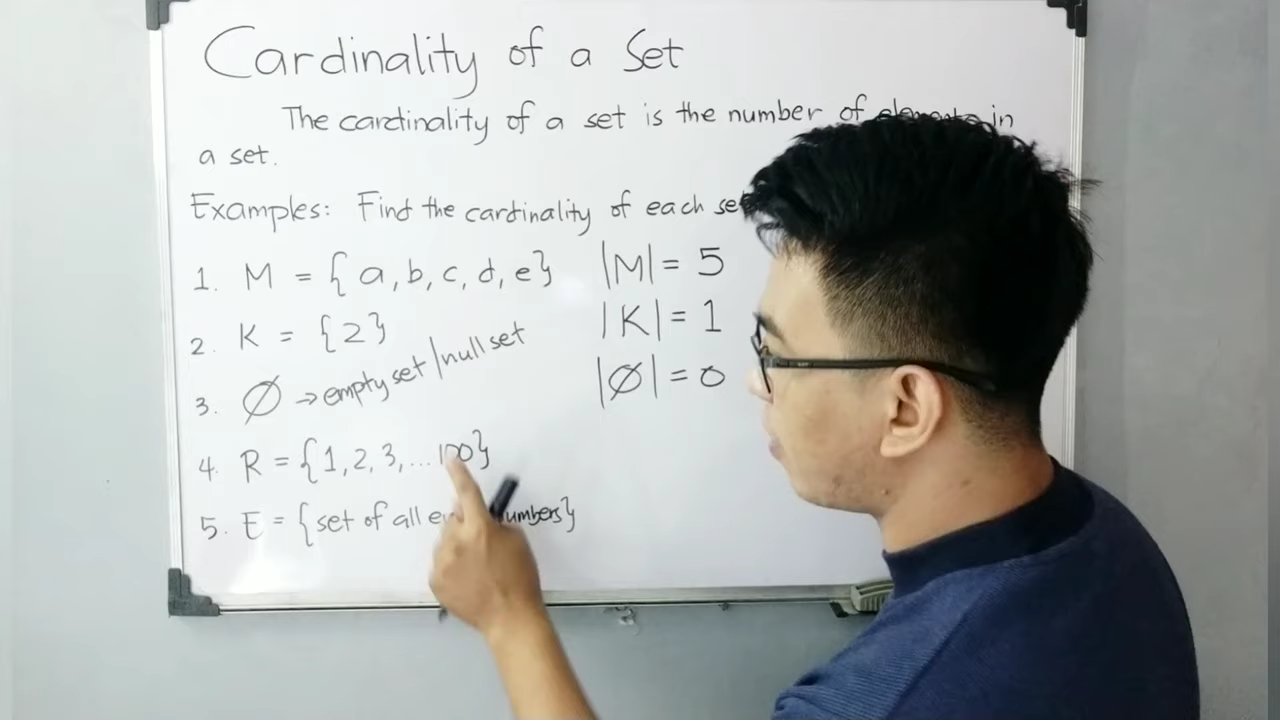 Cardinality of a Set
The cardinality of a set is the number of elements in
a set.
Examples: Find the cardinality of each set
1. M = {a, b, c, d, e} |M| = 5
2. K = {2} |K| = 1
3. ∅ → empty set/null set |∅| = 0
4. R = {1, 2, 3, ... 100}
5. E = {set of all numbers}